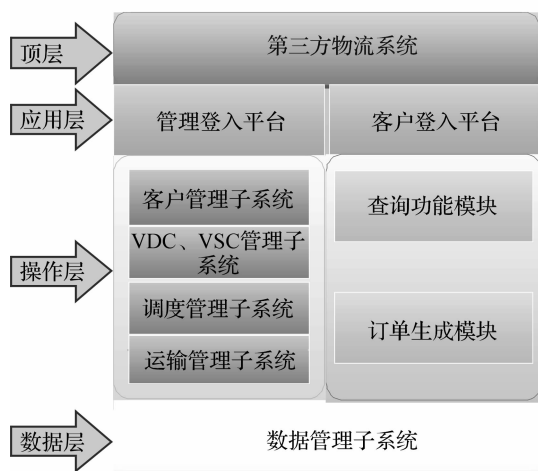 顶层
第三方物流系统
应用层
管理登入平台
客户登入平台
操作层
客户管理子系统
VDC、VSC管理子
系统
调度管理子系统
运输管理子系统
查询功能模块
订单生成模块
数据层
数据管理子系统